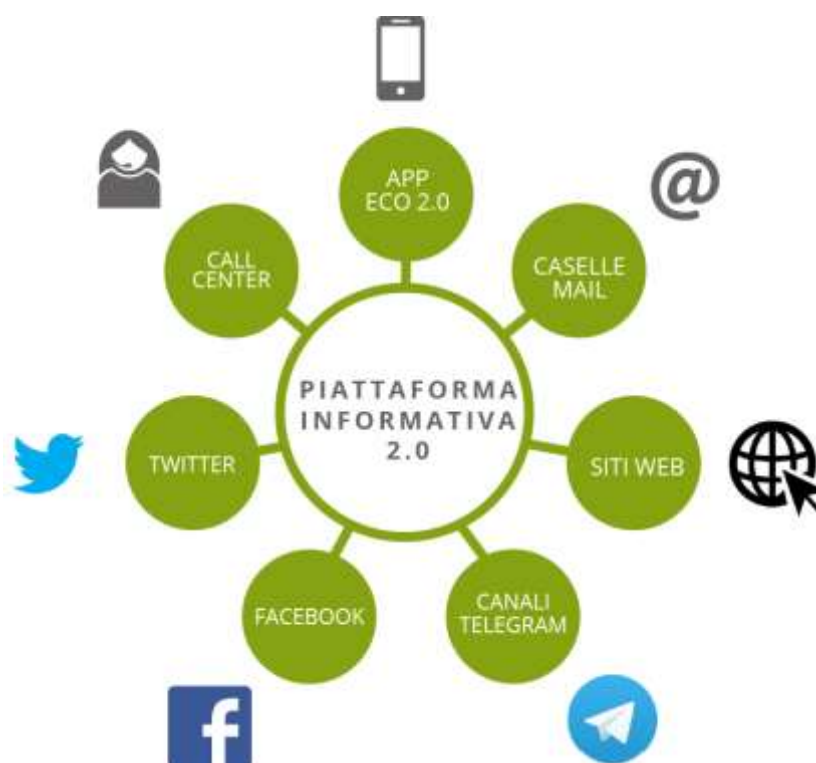 APP
ECO 2.0
@
CALL
CENTER
CASELLE
MAIL
PIATTAFORMA
INFORMATIVA
2.0
TWITTER
SITI WEB
FACEBOOK
CANALI
TELEGRAM
f